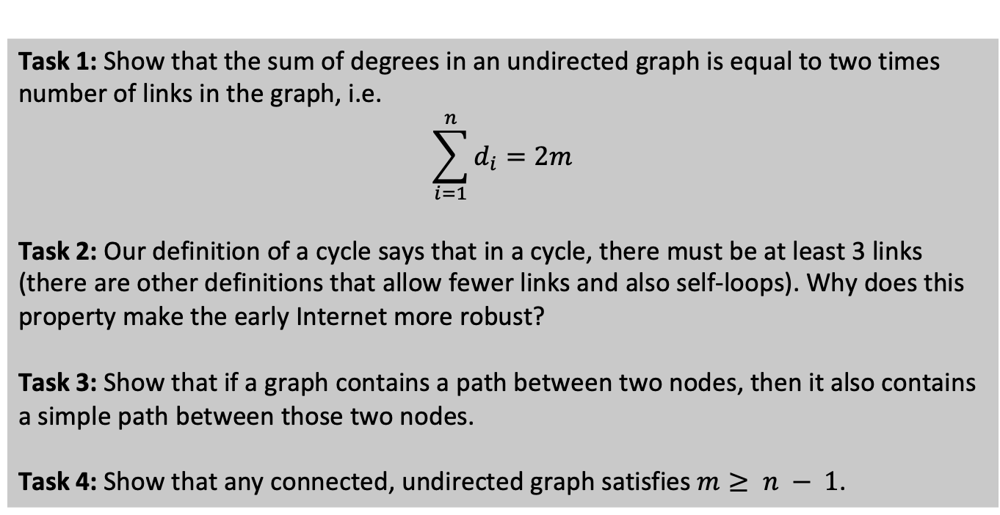 Task 1: Show that the sum of degrees in an undirected graph is equal to two times
number of links in the graph, i.e.
n
∑ dᵢ = 2m
i=1
Task 2: Our definition of a cycle says that in a cycle, there must be at least 3 links
(there are other definitions that allow fewer links and also self-loops). Why does this
property make the early Internet more robust?
Task 3: Show that if a graph contains a path between two nodes, then it also contains
a simple path between those two nodes.
Task 4: Show that any connected, undirected graph satisfies m ≥ n − 1.